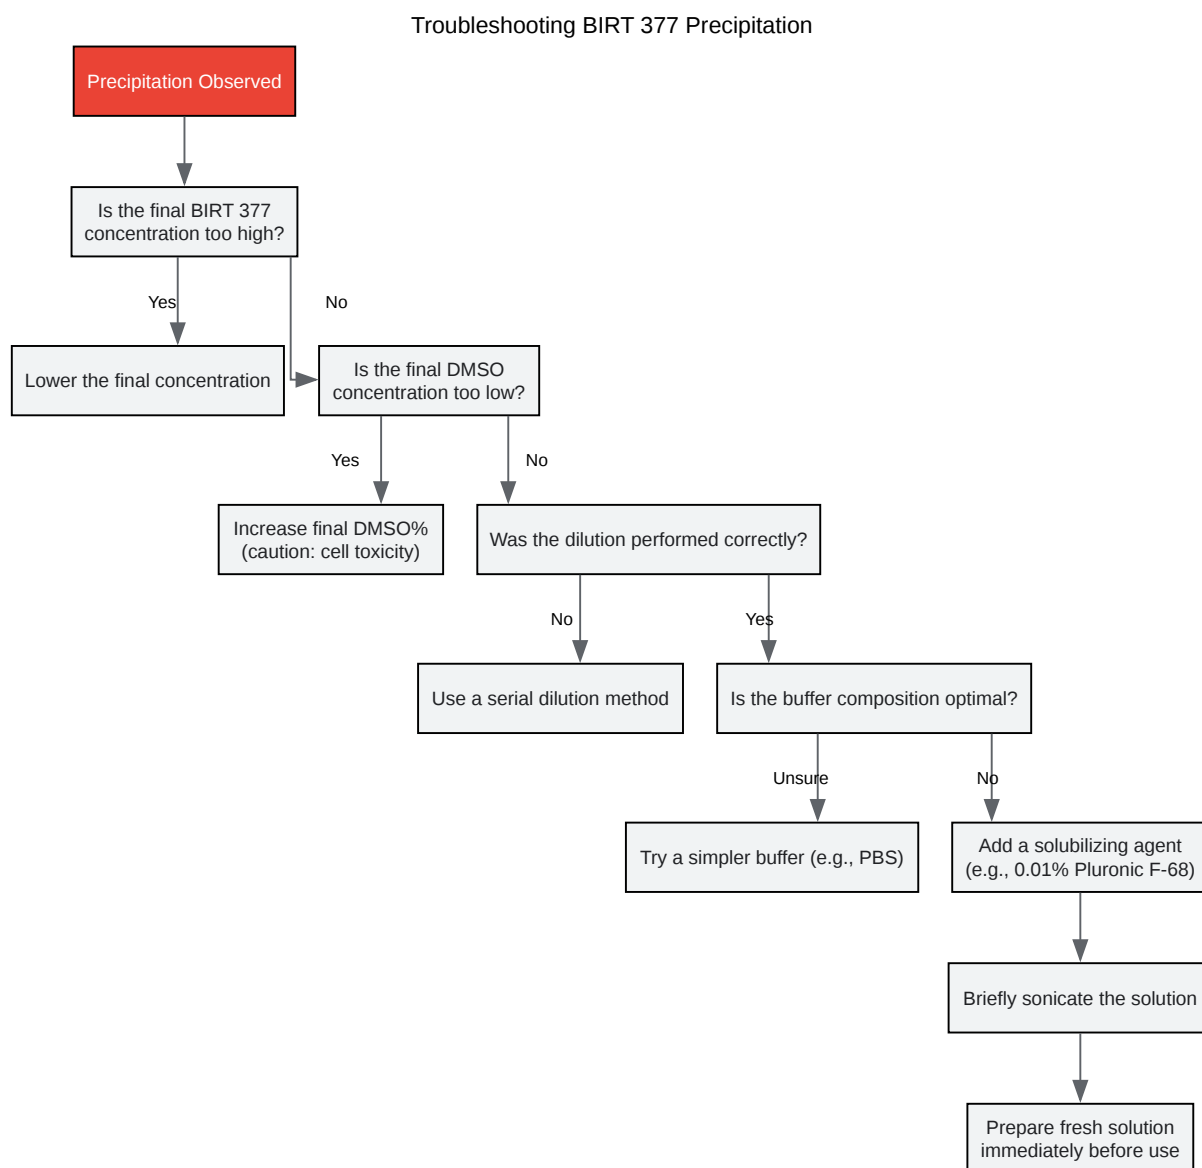 Troubleshooting BIRT 377 Precipitation
Precipitation Observed
Is the final BIRT 377
concentration too high?
Yes
No
Lower the final concentration
Is the final DMSO
concentration too low?
Yes
No
Increase final DMSO%
(caution: cell toxicity)
Was the dilution performed correctly?
No
Yes
Use a serial dilution method
Is the buffer composition optimal?
Unsure
No
Try a simpler buffer (e.g., PBS)
Add a solubilizing agent
(e.g., 0.01% Pluronic F-68)
Briefly sonicate the solution
Prepare fresh solution
immediately before use